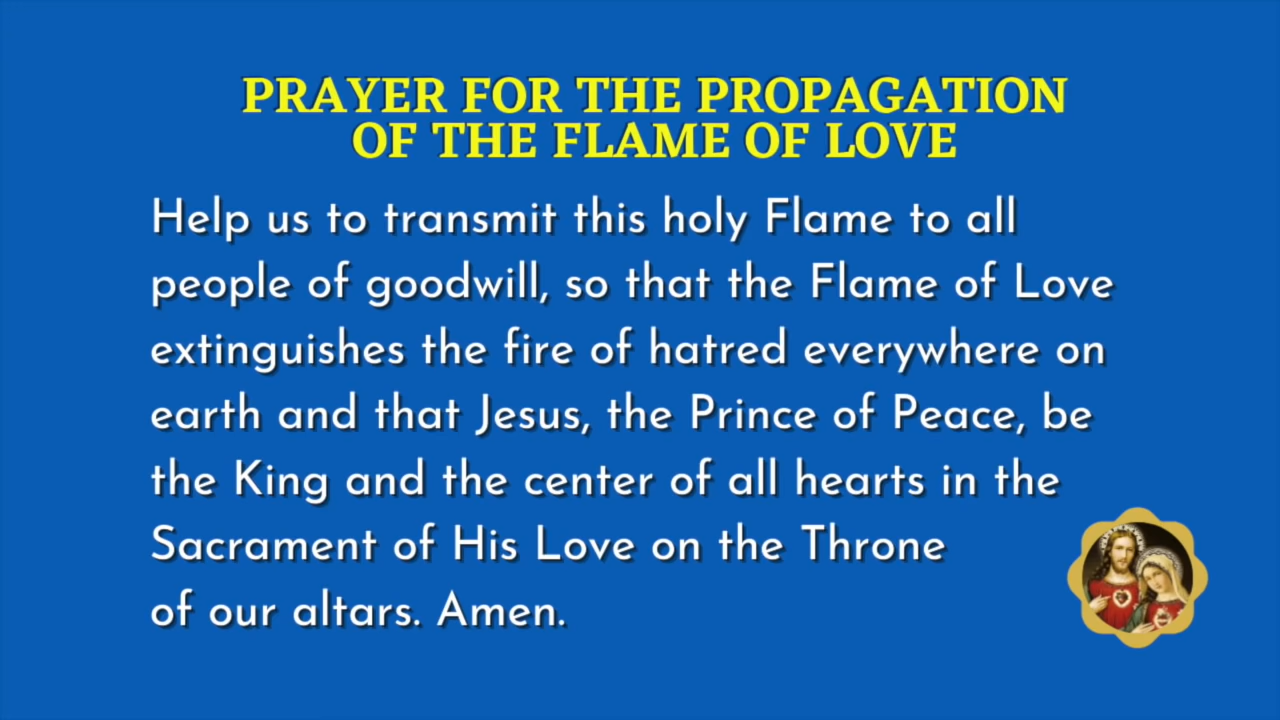 PRAYER FOR THE PROPAGATION
OF THE FLAME OF LOVE
Help us to transmit this holy Flame to all
people of goodwill, so that the Flame of Love
extinguishes the fire of hatred everywhere on
earth and that Jesus, the Prince of Peace, be
the King and the center of all hearts in the
Sacrament of His Love on the Throne
of our altars. Amen.